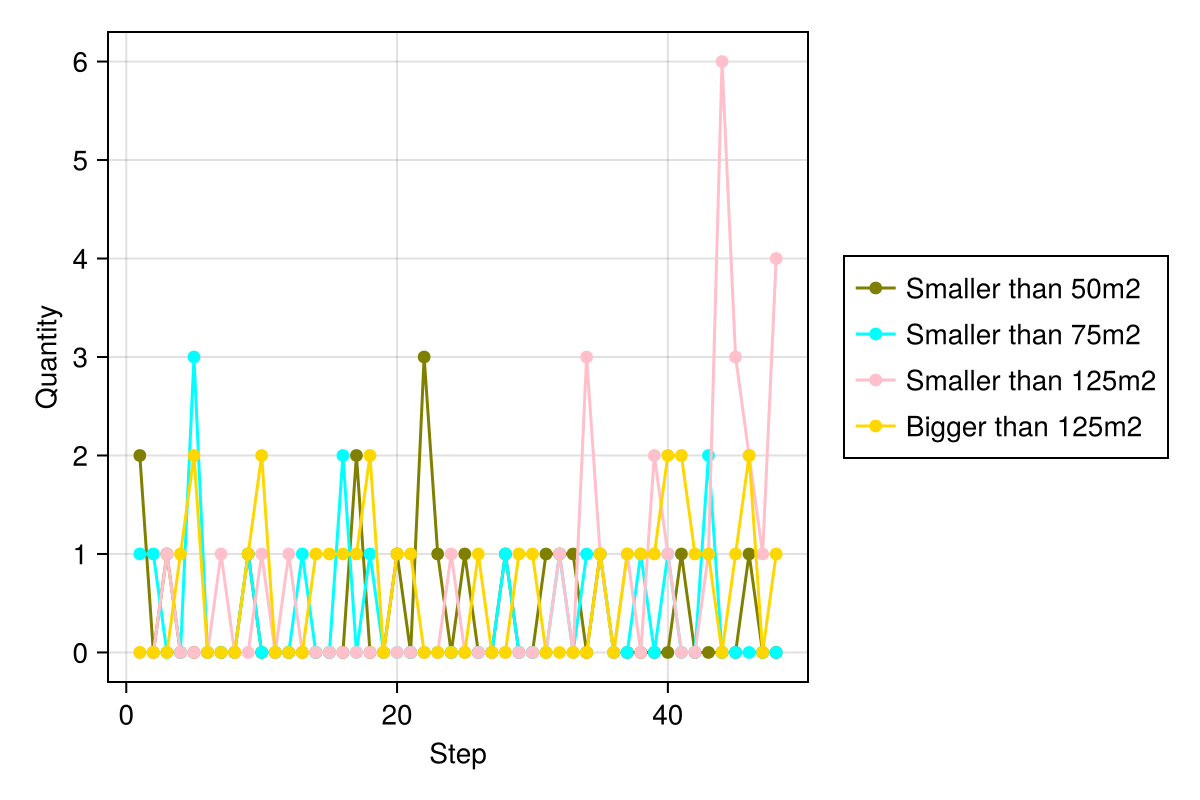 6
5
4
3
2
1
0
Quantity
0 20 40
Step
Smaller than 50m2
Smaller than 75m2
Smaller than 125m2
Bigger than 125m2